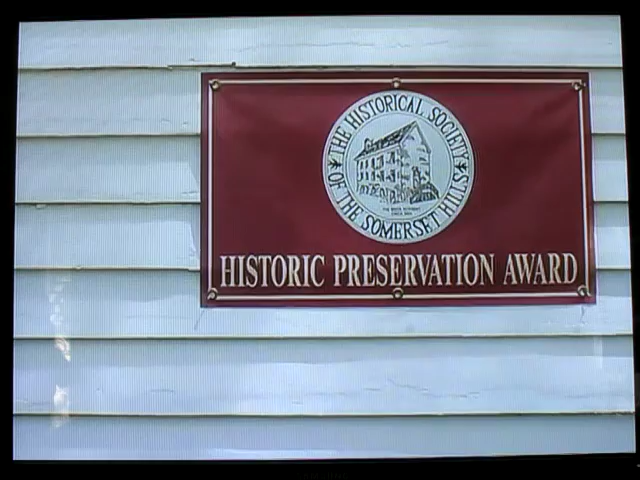 THE HISTORICAL SOCIETY
OF THE SOMERSET HILLS
HISTORIC PRESERVATION AWARD